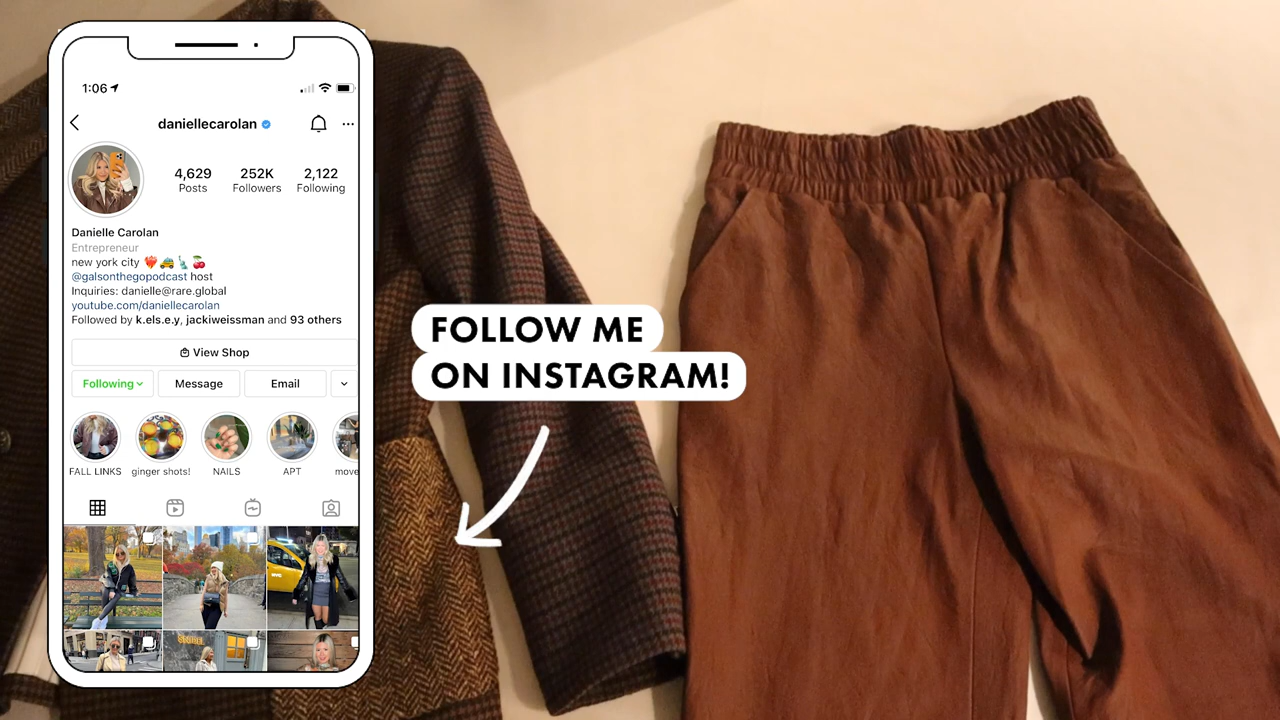 1:06
daniellecarolan
4,629 252K 2,122
Posts Followers Following
Danielle Carolan
Entrepreneur
new york city ❤️‍🔥🚕🗽🍒
@galsonthegopodcast host
Inquiries: danielle@rare.global
youtube.com/daniellecarolan
Followed by k.els.e.y, jackiweissman and 93 others
View Shop
Following Message Email
FALL LINKS ginger shots! NAILS APT move
FOLLOW ME
ON INSTAGRAM!